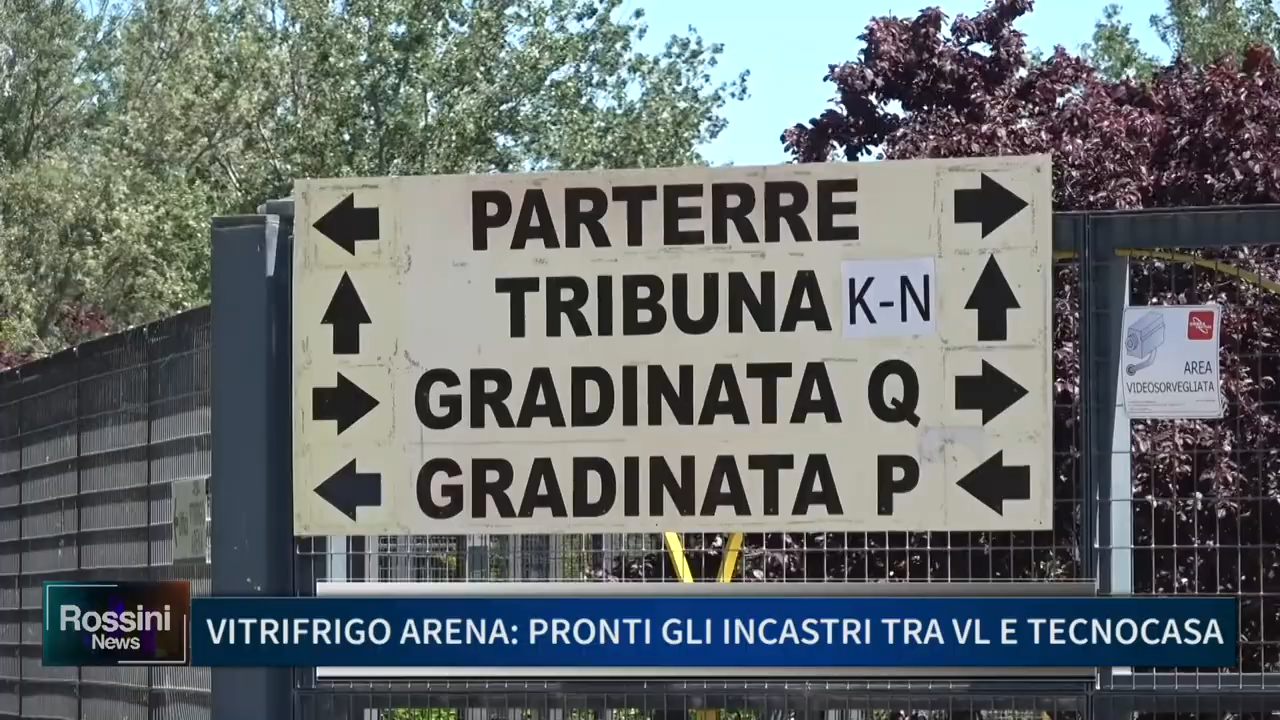 PARTERRE
TRIBUNA K-N
GRADINATA Q
GRADINATA P
AREA
VIDEOSORVEGLIATA
Rossini
News
VITRIFRIGO ARENA: PRONTI GLI INCASTRI TRA VL E TECNOCASA